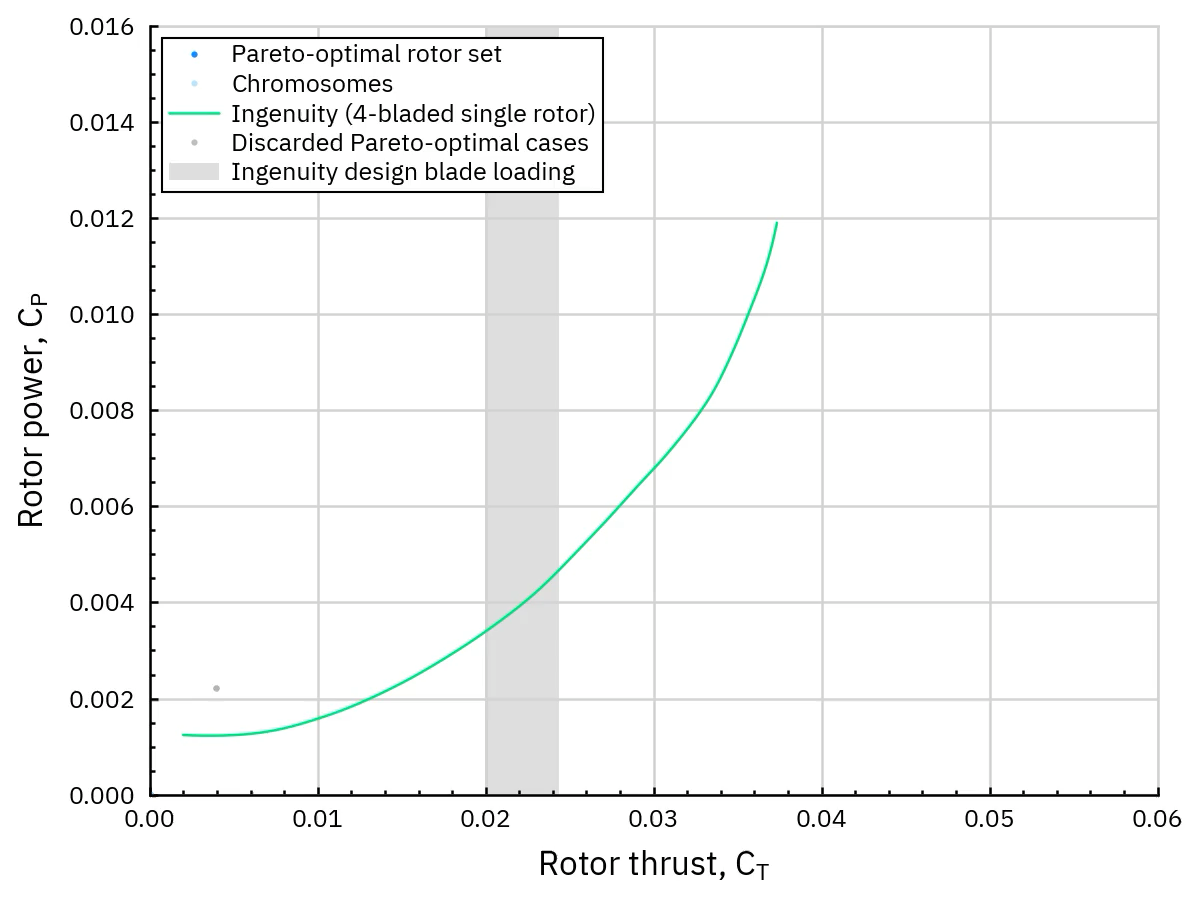 Pareto-optimal rotor set
Chromosomes
Ingenuity (4-bladed single rotor)
Discarded Pareto-optimal cases
Ingenuity design blade loading
Rotor power, C_P
0.016
0.014
0.012
0.010
0.008
0.006
0.004
0.002
0.000
0.00 0.01 0.02 0.03 0.04 0.05 0.06
Rotor thrust, C_T